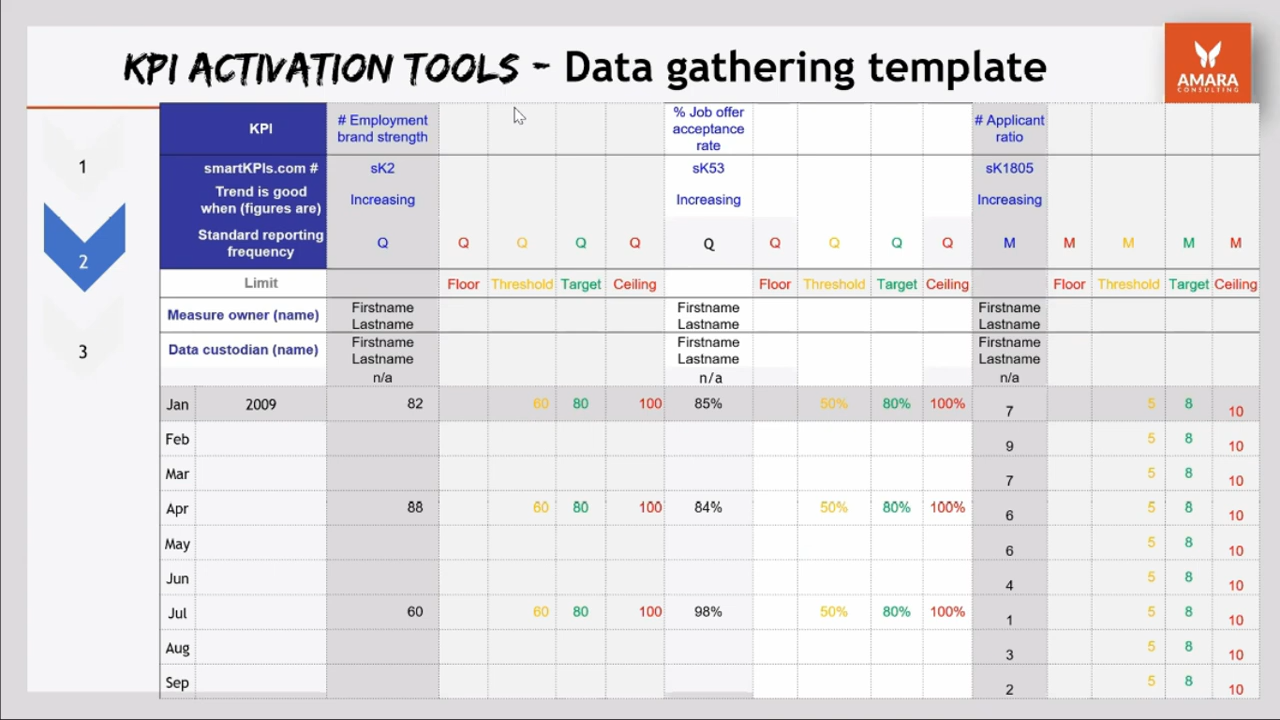 KPI ACTIVATION TOOLS - Data gathering template
AMARA
CONSULTING
1
2
3
KPI
# Employment
brand strength
% Job offer
acceptance
rate
# Applicant
ratio
smartKPIs.com # sK2 sK53 sK1805
Trend is good
when (figures are)
Increasing Increasing Increasing
Standard reporting
frequency
Q Q Q Q Q Q Q Q Q Q M M M M M
Limit Floor Threshold Target Ceiling Floor Threshold Target Ceiling Floor Threshold Target Ceiling
Measure owner (name)
Firstname
Lastname
Firstname
Lastname
Firstname
Lastname
Data custodian (name)
Firstname
Lastname
Firstname
Lastname
Firstname
Lastname
n/a n/a n/a
Jan 2009 82 60 80 100 85% 50% 80% 100% 7 5 8 10
Feb 9 5 8 10
Mar 7 5 8 10
Apr 88 60 80 100 84% 50% 80% 100% 6 5 8 10
May 6 5 8 10
Jun 4 5 8 10
Jul 60 60 80 100 98% 50% 80% 100% 1 5 8 10
Aug 3 5 8 10
Sep 2 5 8 10